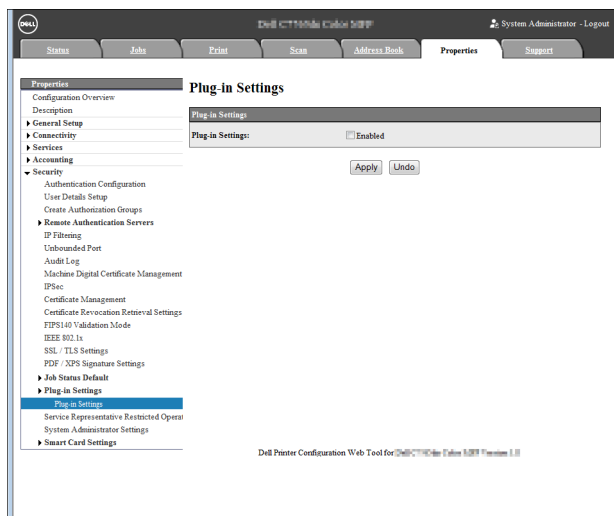 DELL
System Administrator - Logout
Status
Jobs
Print
Scan
Address Book
Properties
Support
Properties
Configuration Overview
Description
General Setup
Connectivity
Services
Accounting
Security
Authentication Configuration
User Details Setup
Create Authorization Groups
Remote Authentication Servers
IP Filtering
Unbounded Port
Audit Log
Machine Digital Certificate Management
IPSec
Certificate Management
Certificate Revocation Retrieval Settings
FIPS140 Validation Mode
IEEE 802.1x
SSL / TLS Settings
PDF / XPS Signature Settings
Job Status Default
Plug-in Settings
Plug-in Settings
Service Representative Restricted Operat
System Administrator Settings
Smart Card Settings
Plug-in Settings
Plug-in Settings
Plug-in Settings:
Enabled
Apply
Undo
Dell Printer Configuration Web Tool for